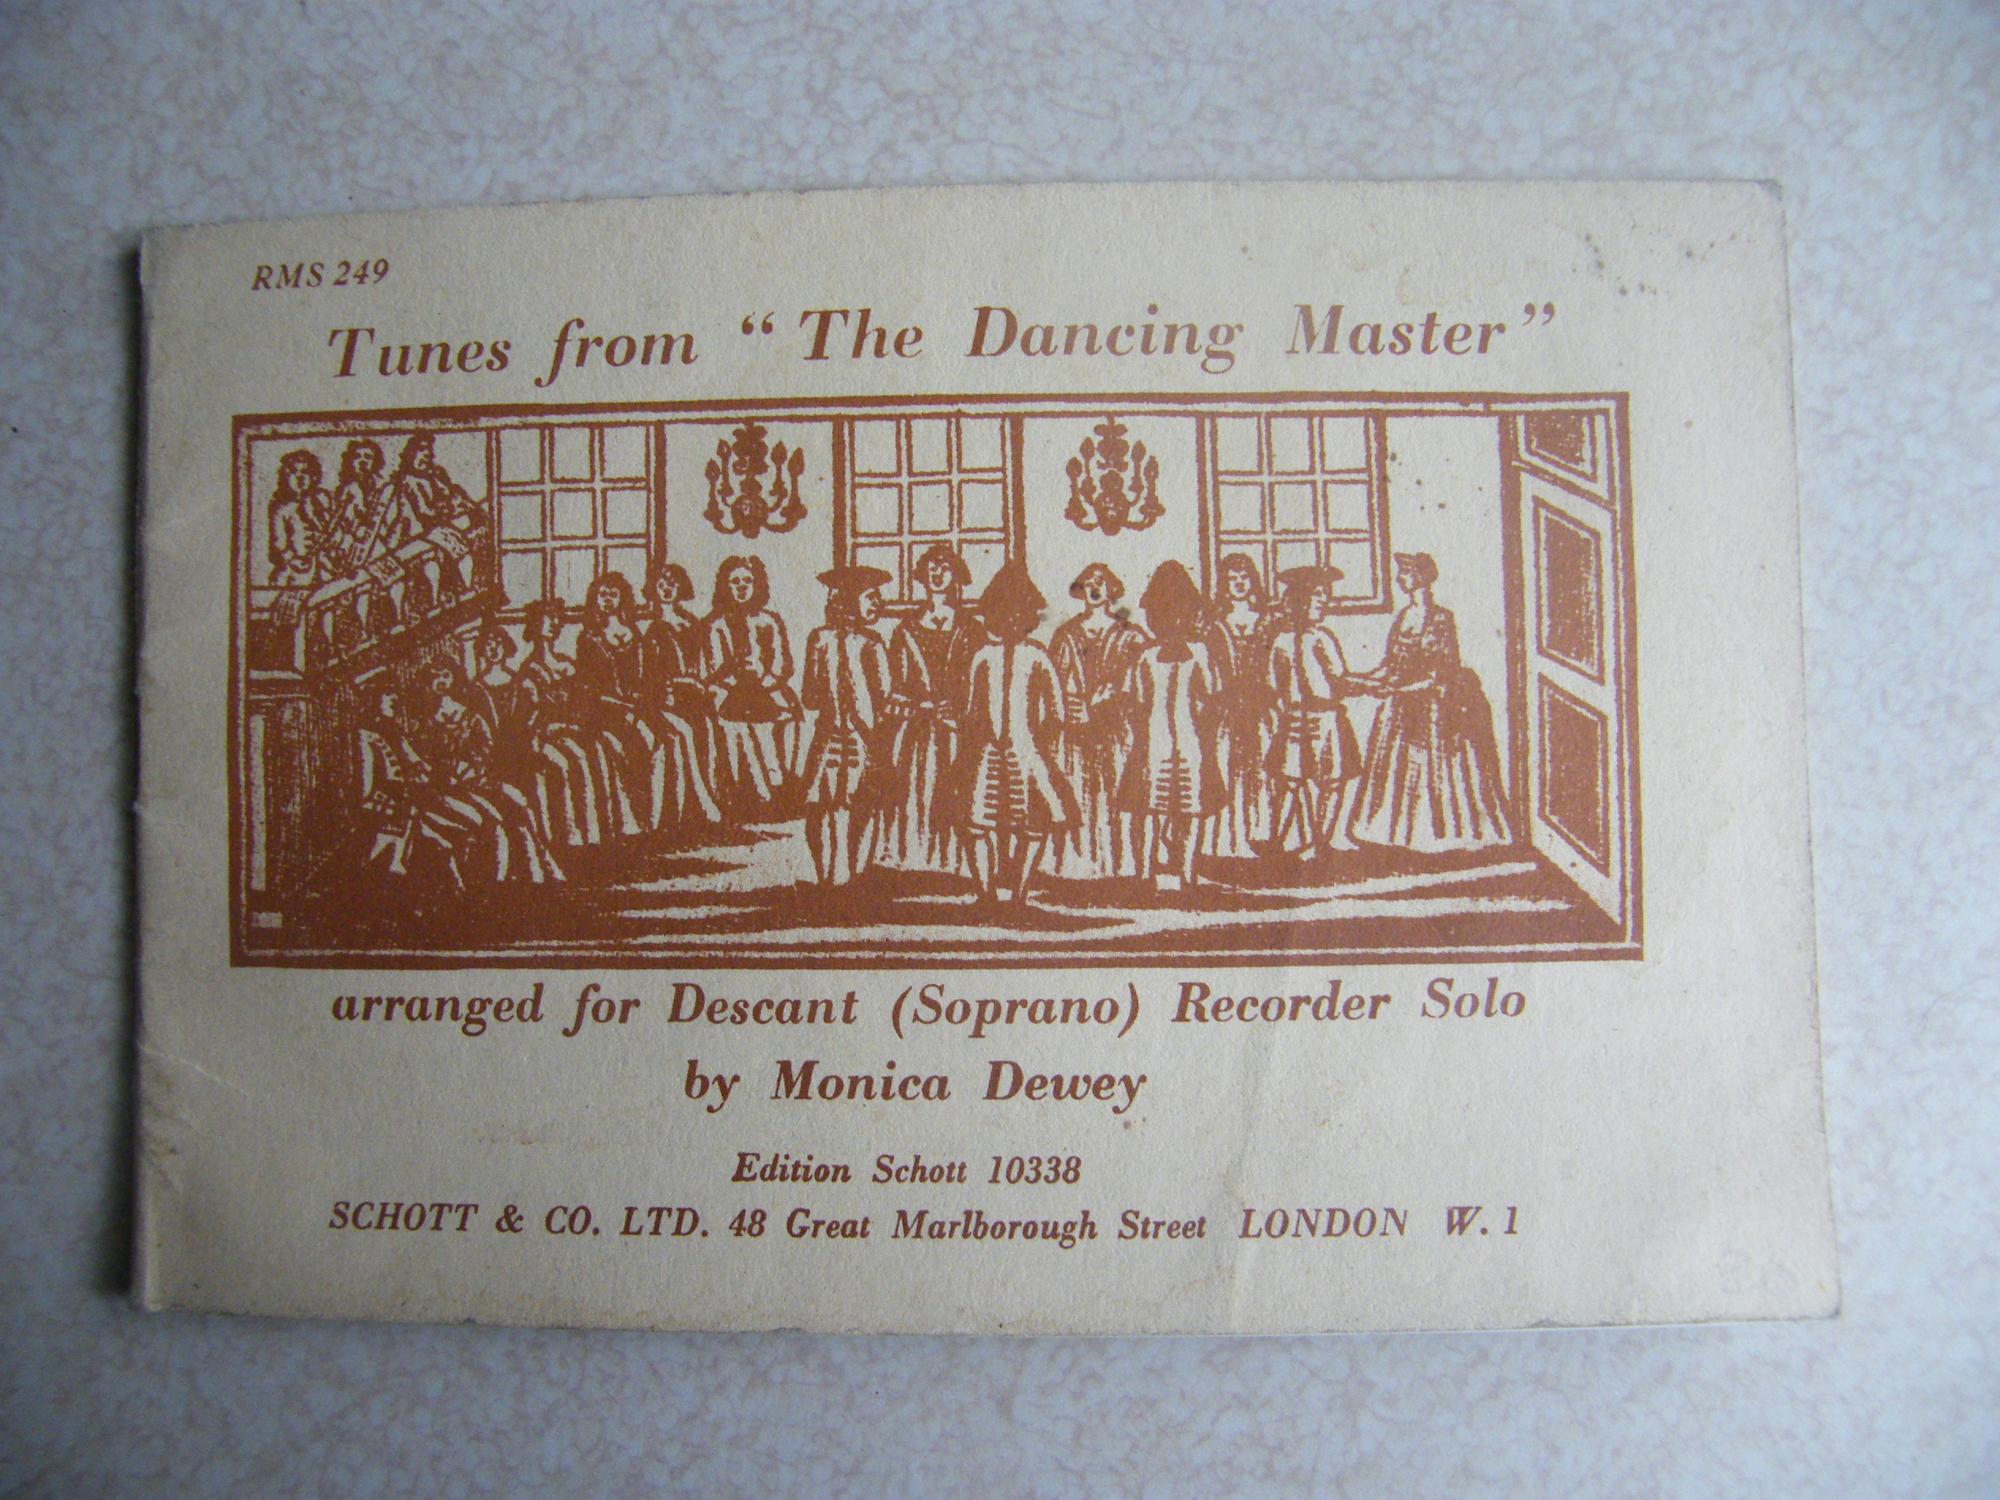 RMS 249
Tunes from “The Dancing Master”
arranged for Descant (Soprano) Recorder Solo
by Monica Dewey
Edition Schott 10338
SCHOTT & CO. LTD. 48 Great Marlborough Street LONDON W. 1